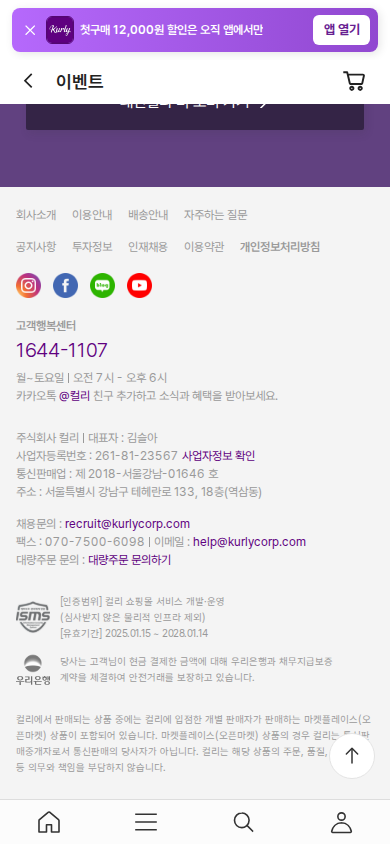 Kurly
첫구매 12,000원 할인은 오직 앱에서만
앱 열기
이벤트
회사소개 이용안내 배송안내 자주하는 질문
공지사항 투자정보 인재채용 이용약관 개인정보처리방침
blog
고객행복센터
1644-1107
월~토요일 | 오전 7시 - 오후 6시
카카오톡 @컬리 친구 추가하고 소식과 혜택을 받아보세요.
주식회사 컬리 | 대표자 : 김슬아
사업자등록번호 : 261-81-23567 사업자정보 확인
통신판매업 : 제 2018-서울강남-01646 호
주소 : 서울특별시 강남구 테헤란로 133, 18층(역삼동)
채용문의 : recruit@kurlycorp.com
팩스 : 070-7500-6098 | 이메일 : help@kurlycorp.com
대량주문 문의 : 대량주문 문의하기
isms
[인증범위] 컬리 쇼핑몰 서비스 개발·운영
(심사받지 않은 물리적 인프라 제외)
[유효기간] 2025.01.15 ~ 2028.01.14
우리은행
당사는 고객님이 현금 결제한 금액에 대해 우리은행과 채무지급보증
계약을 체결하여 안전거래를 보장하고 있습니다.
컬리에서 판매되는 상품 중에는 컬리에 입점한 개별 판매자가 판매하는 마켓플레이스(오
픈마켓) 상품이 포함되어 있습니다. 마켓플레이스(오픈마켓) 상품의 경우 컬리는
매중개자로서 통신판매의 당사자가 아닙니다. 컬리는 해당 상품의 주문, 품질,
등 의무와 책임을 부담하지 않습니다.